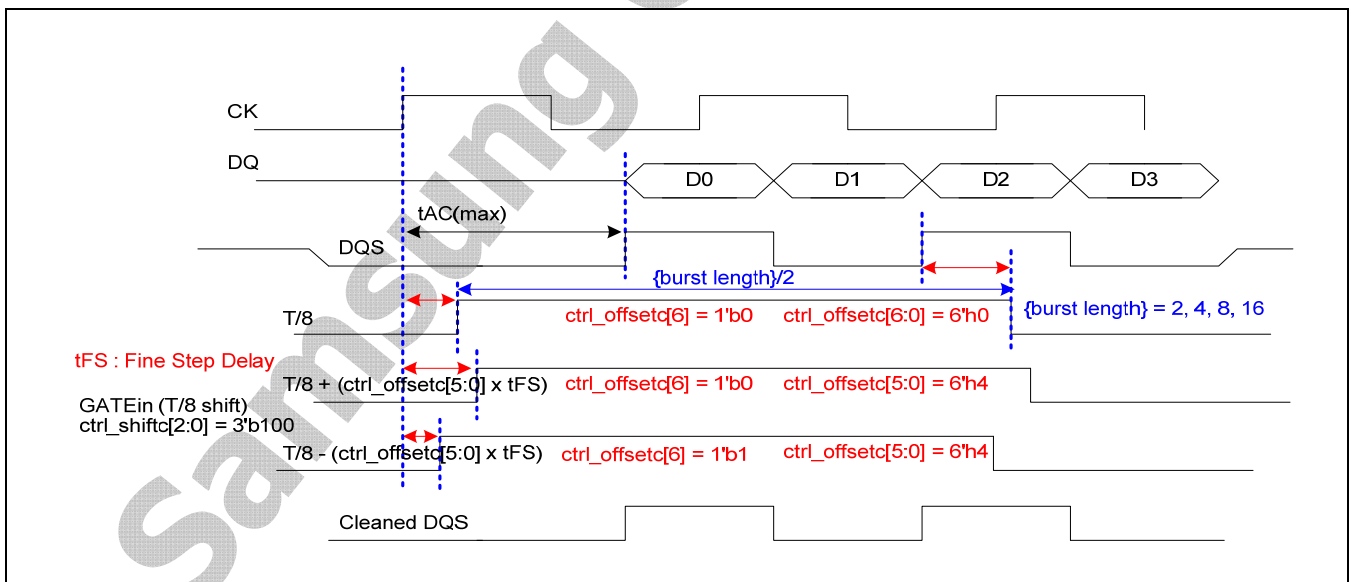 CK
DQ
D0 D1 D2 D3
tAC(max)
DQS
{burst length}/2
T/8
ctrl_offsetc[6] = 1'b0 ctrl_offsetc[6:0] = 6'h0
{burst length} = 2, 4, 8, 16
tFS : Fine Step Delay
T/8 + (ctrl_offsetc[5:0] x tFS)
ctrl_offsetc[6] = 1'b0 ctrl_offsetc[5:0] = 6'h4
GATEin (T/8 shift)
ctrl_shiftc[2:0] = 3'b100
T/8 - (ctrl_offsetc[5:0] x tFS)
ctrl_offsetc[6] = 1'b1 ctrl_offsetc[5:0] = 6'h4
Cleaned DQS
Samsung